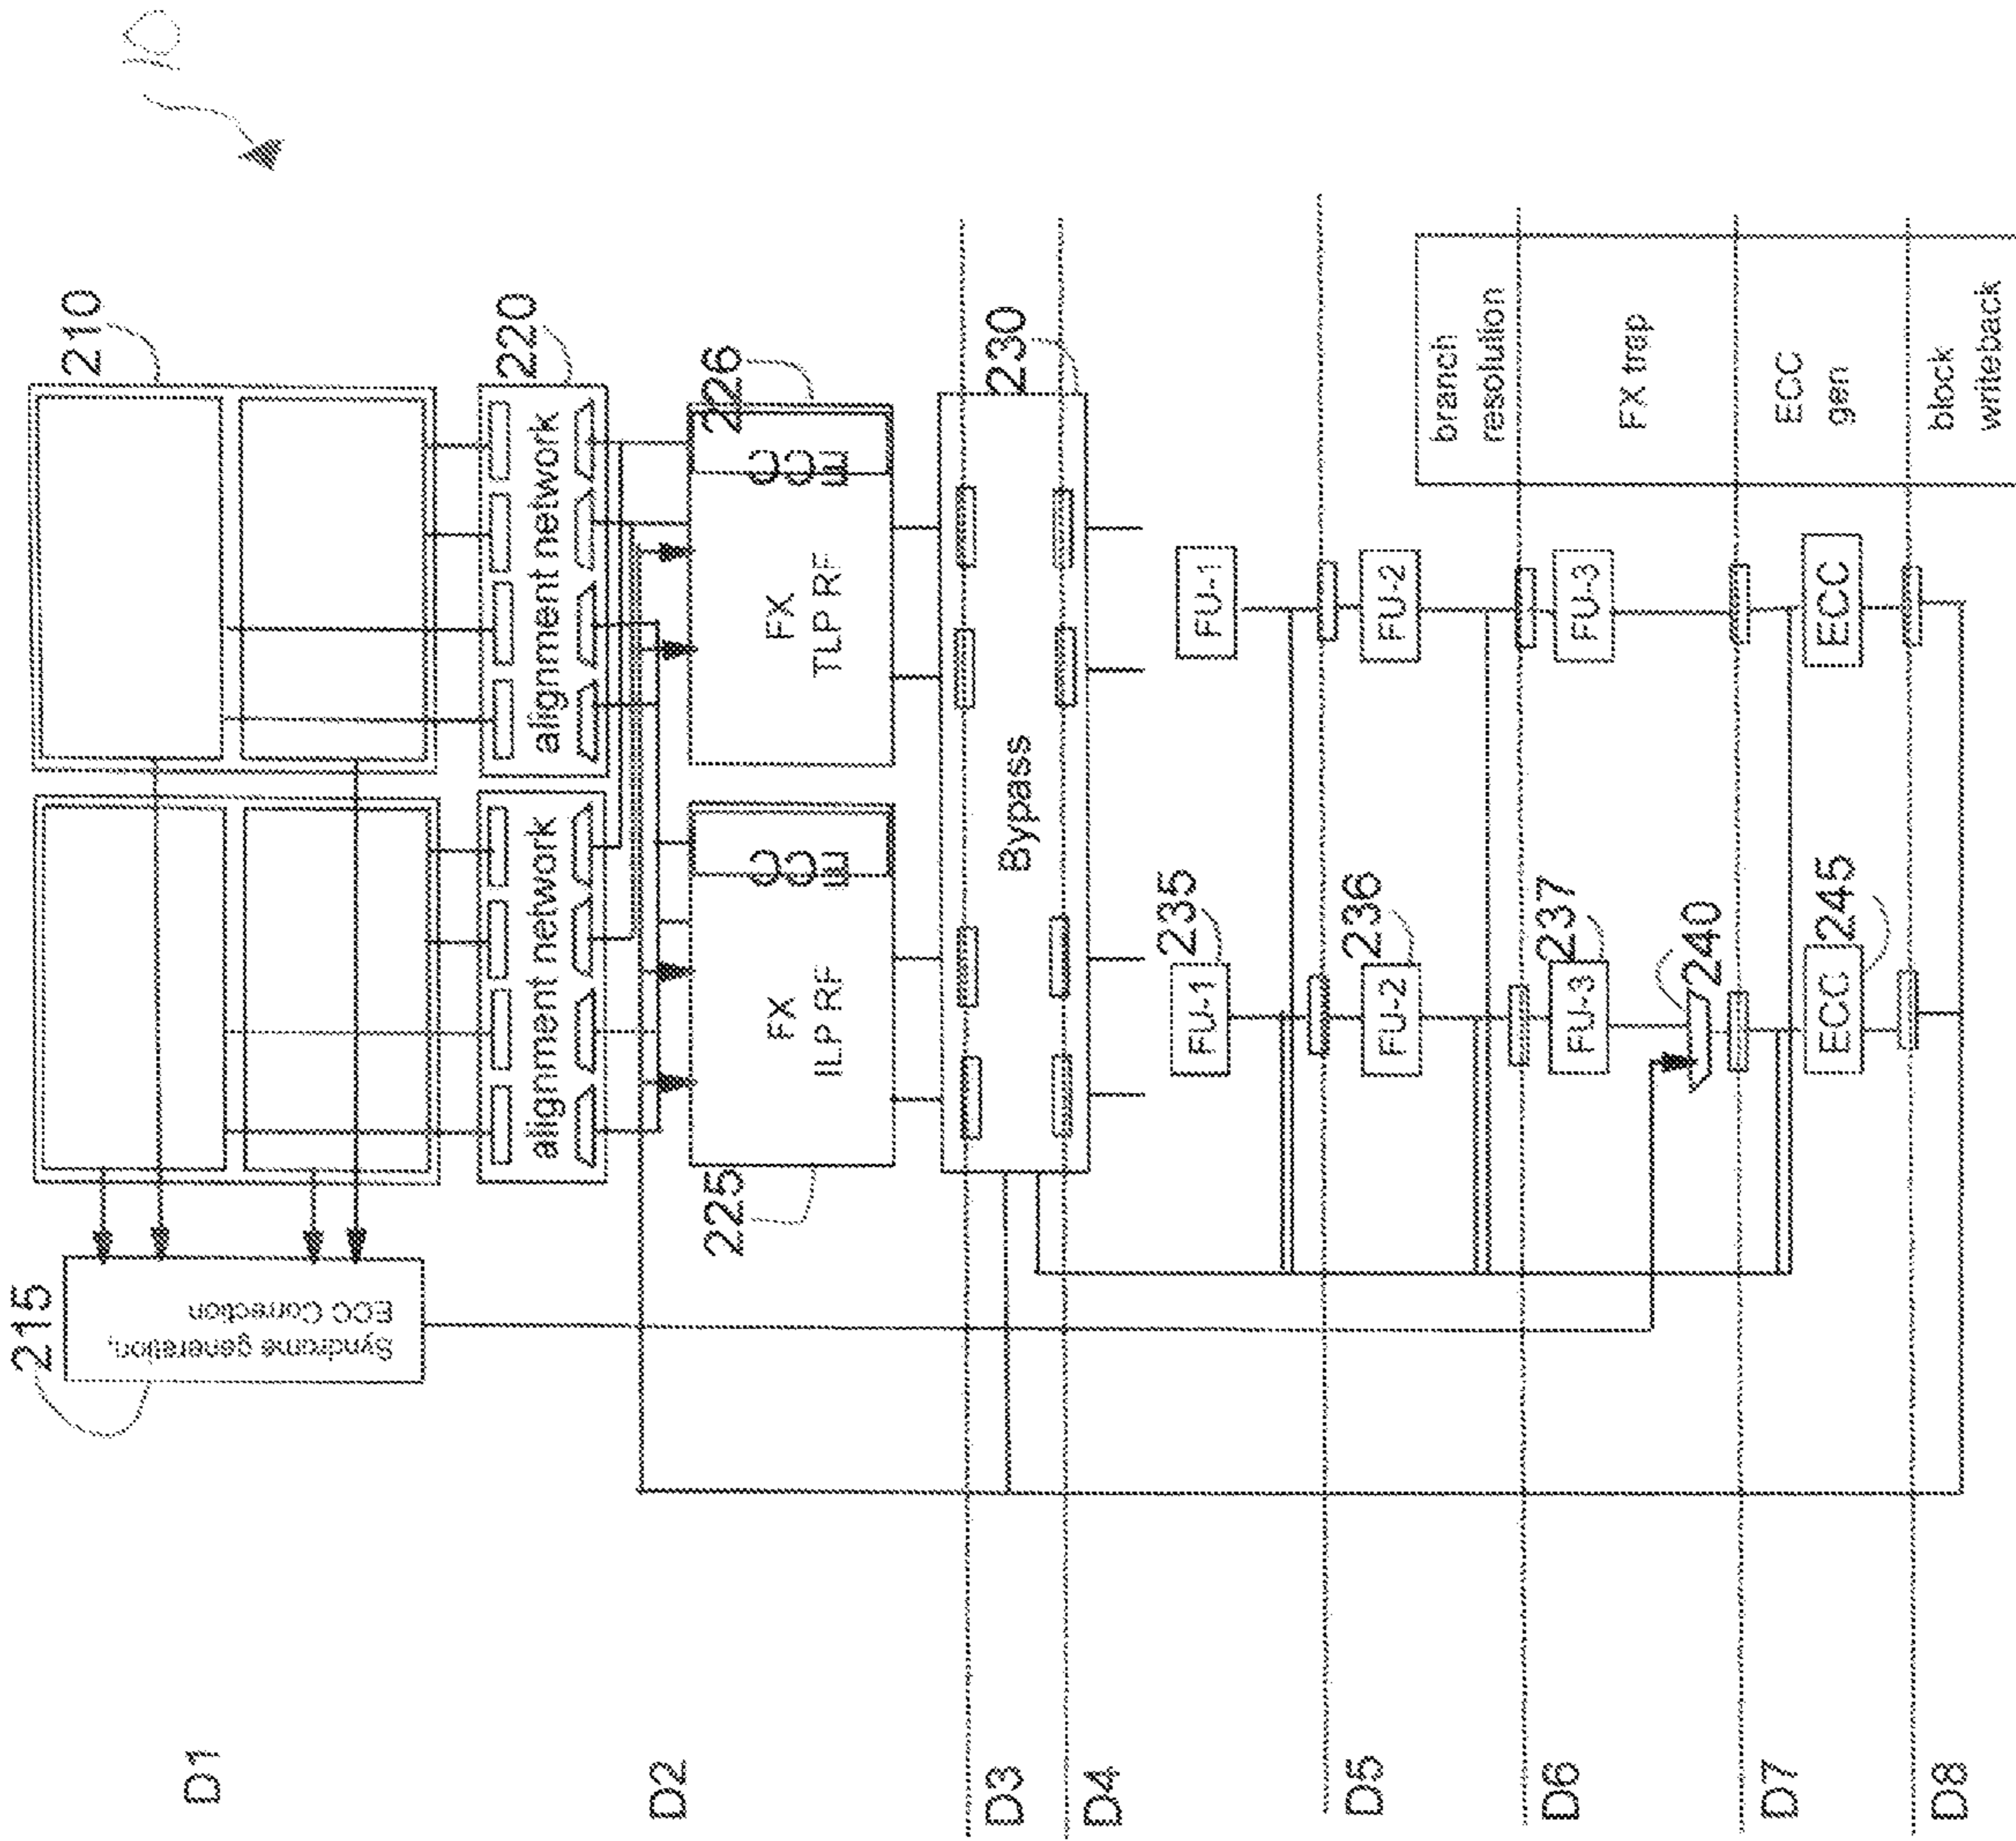 10
210
215
Syndrome generation,
ECC Correction
D1
220
alignment network
alignment network
D2
225
FX
ILP RF
ECC
226
FX
TLP RF
ECC
230
Bypass
D3
D4
235
FU-1
FU-1
D5
236
FU-2
FU-2
branch
resolution
D6
237
FU-3
FU-3
240
FX trap
D7
245
ECC
ECC
ECC
gen
D8
block
writeback